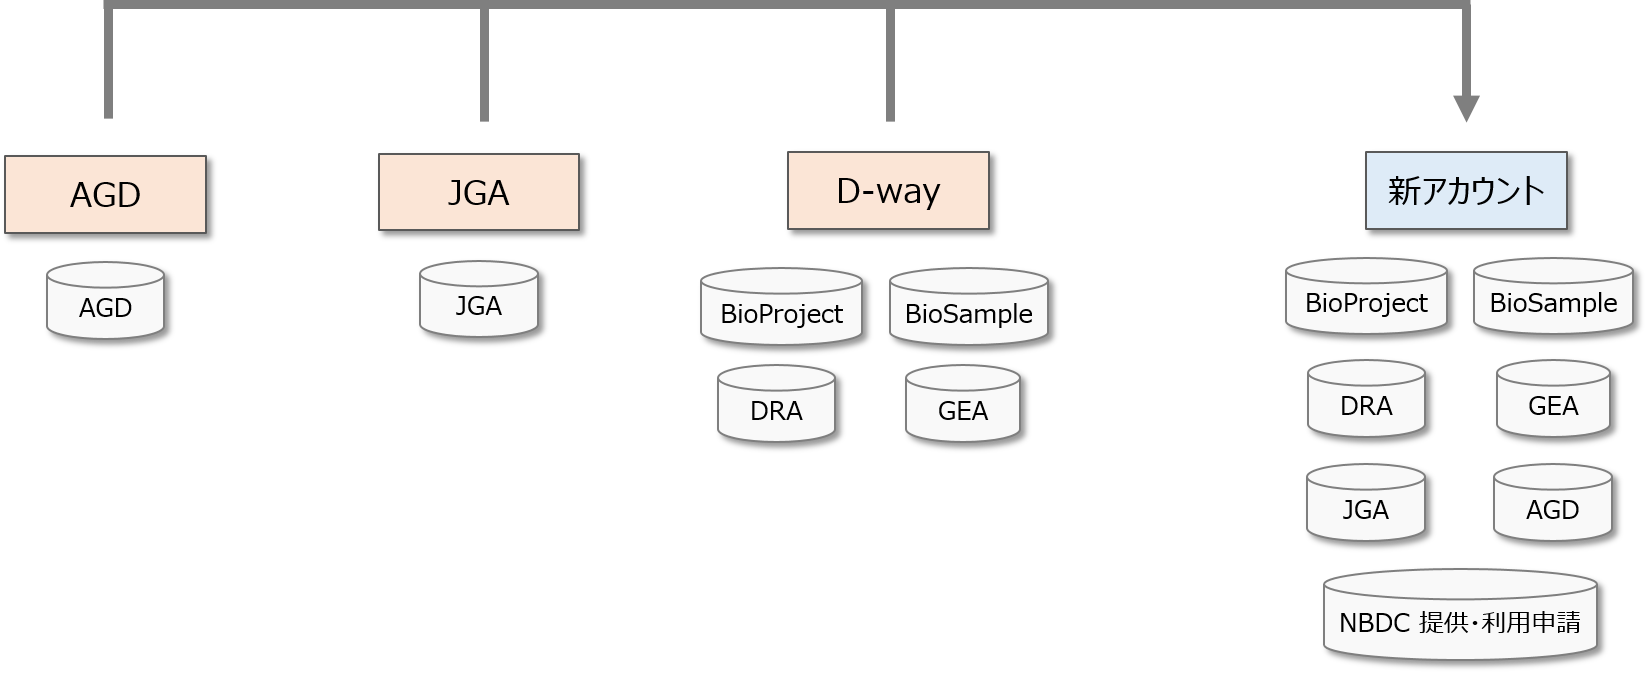 AGD
AGD
JGA
JGA
D-way
BioProject
BioSample
DRA
GEA
新アカウント
BioProject
BioSample
DRA
GEA
JGA
AGD
NBDC 提供・利用申請